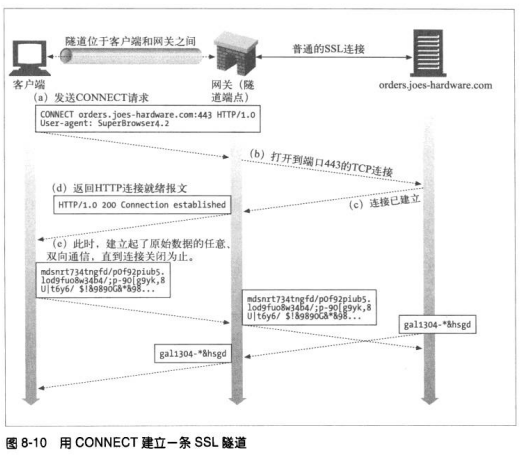 隧道位于客户端和网关之间
普通的SSL连接
客户端
网关（隧
道端点）
orders.joes-hardware.com
（a）发送CONNECT请求
CONNECT orders.joes-hardware.com:443 HTTP/1.0
User-agent: SuperBrowser4.2
（b）打开到端口443的TCP连接
（d）返回HTTP连接就绪报文
HTTP/1.0 200 Connection established
（c）连接已建立
（e）此时，建立起了原始数据的任意、
双向通信，直到连接关闭为止。
mdsnrt734tngfd/pOf92piub5.
lod9fuo8w34b4/;p-9O[g9yk,8
U|t6y6/ $!&989OG&*&98...
mdsnrt734tngfd/pOf92piub5.
lod9fuo8w34b4/;p-9O[g9yk,8
U|t6y6/ $!&989OG&*&98...
gal1304-*&hsgd
gal1304-*&hsgd
图 8-10 用 CONNECT 建立一条 SSL 隧道